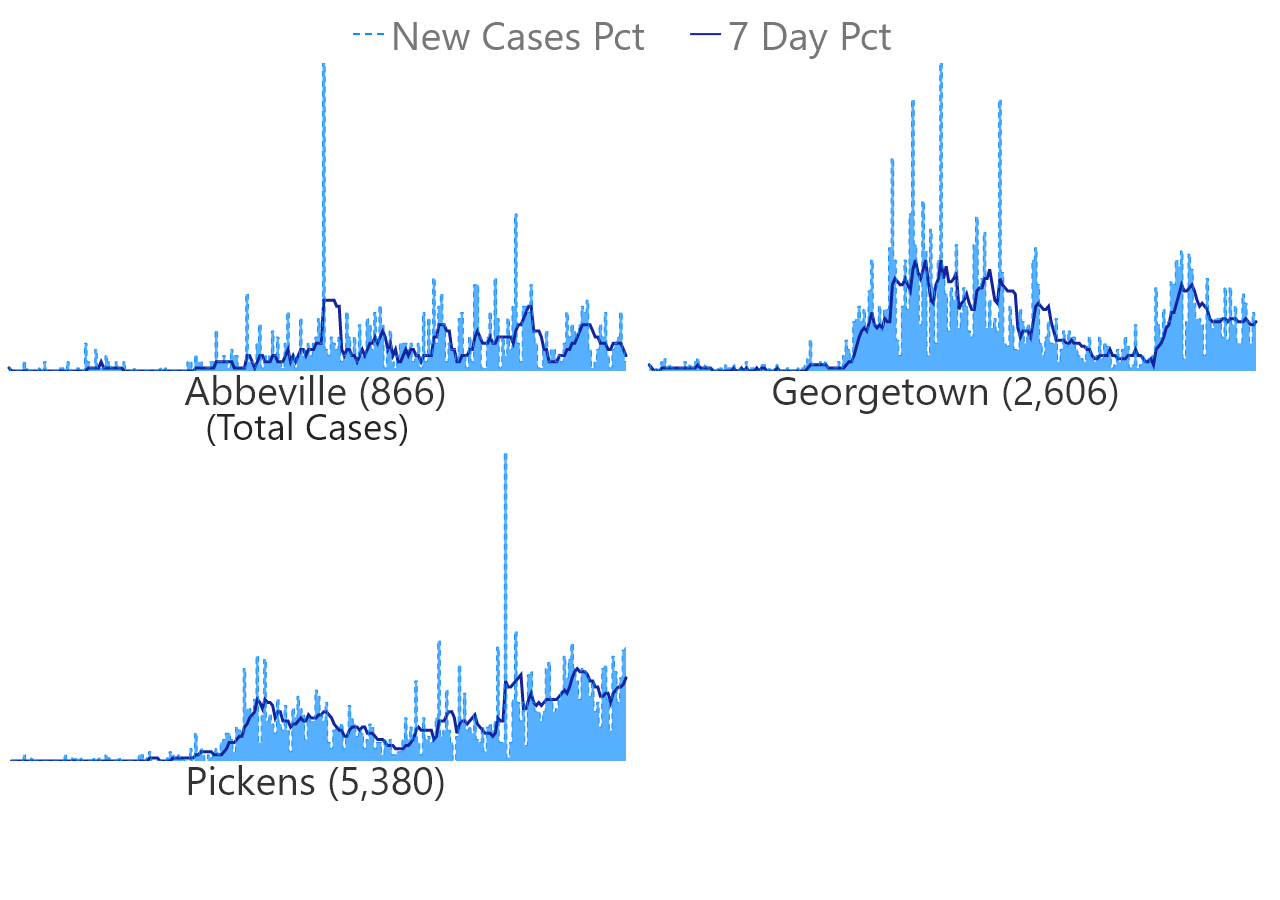 New Cases Pct 7 Day Pct
Abbeville (866)
(Total Cases)
Georgetown (2,606)
Pickens (5,380)